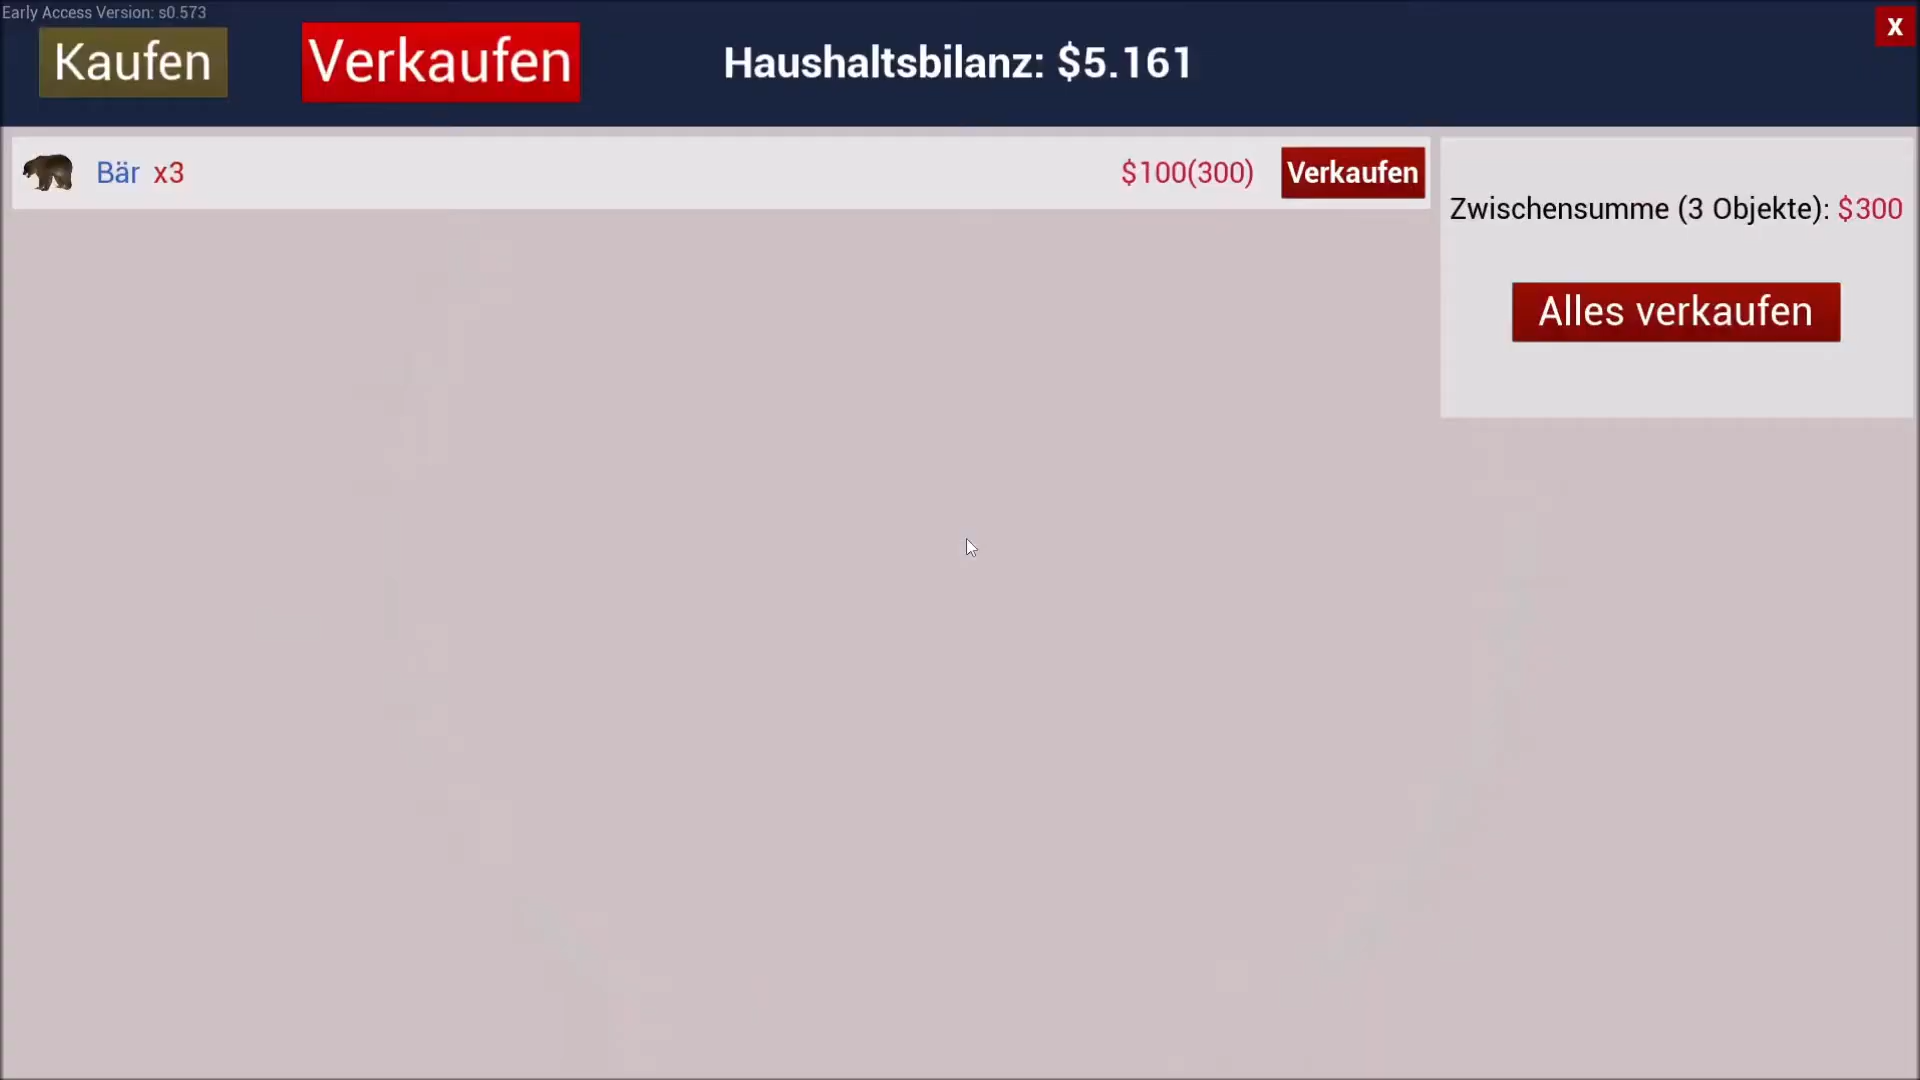 Early Access Version: s0.573
Kaufen
Verkaufen
Haushaltsbilanz: $5.161
X
Bär x3
$100(300)
Verkaufen
Zwischensumme (3 Objekte): $300
Alles verkaufen